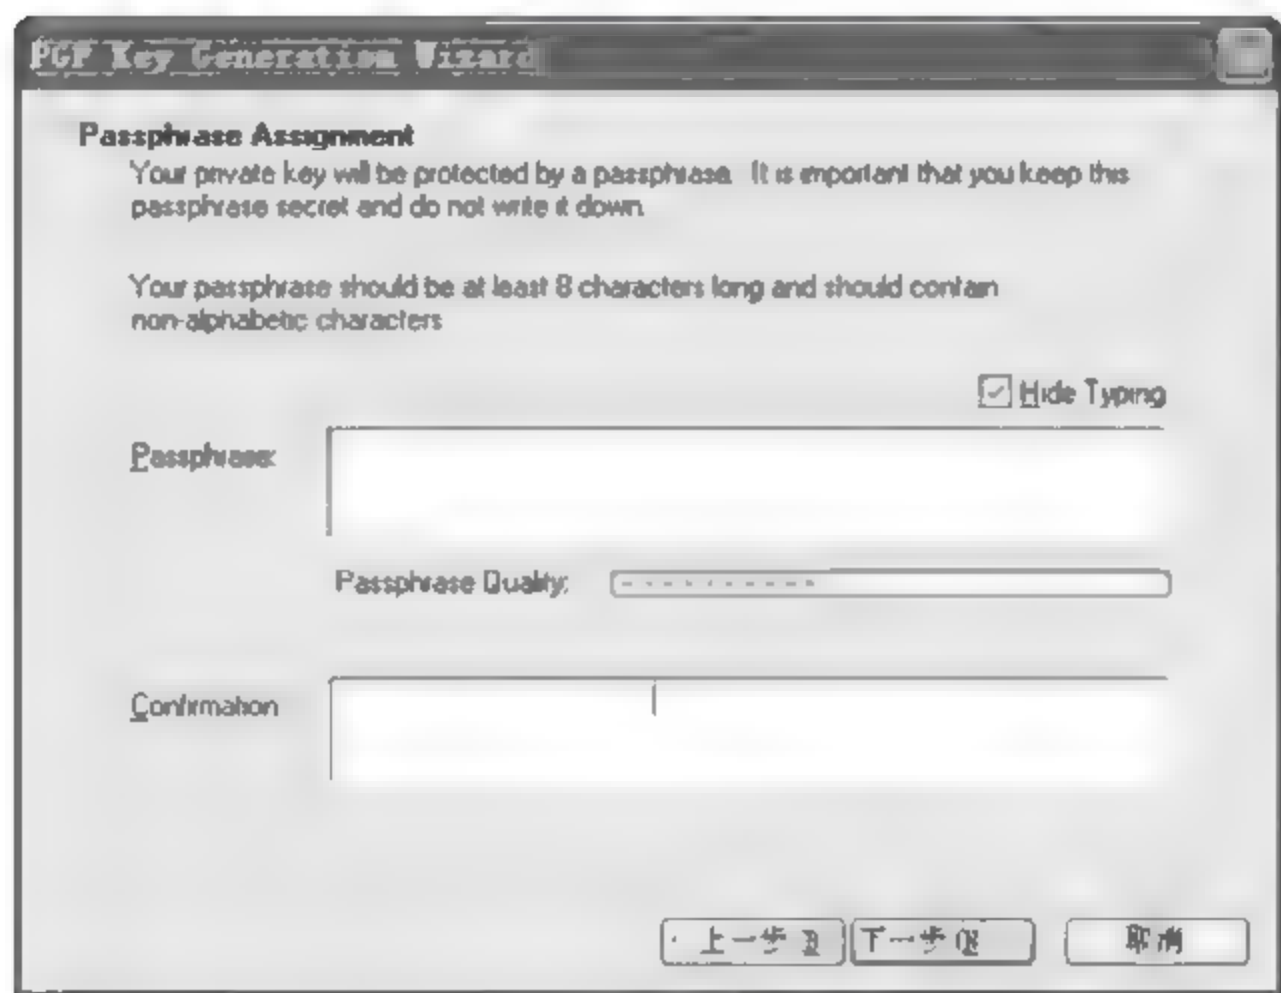 PGP Key Generation Wizard
Passphrase Assignment
Your private key will be protected by a passphrase. It is important that you keep this
passphrase secret and do not write it down.
Your passphrase should be at least 8 characters long and should contain
non-alphabetic characters
Hide Typing
Passphrase:
Passphrase Quality:
Confirmation
上一步 下一步 取消